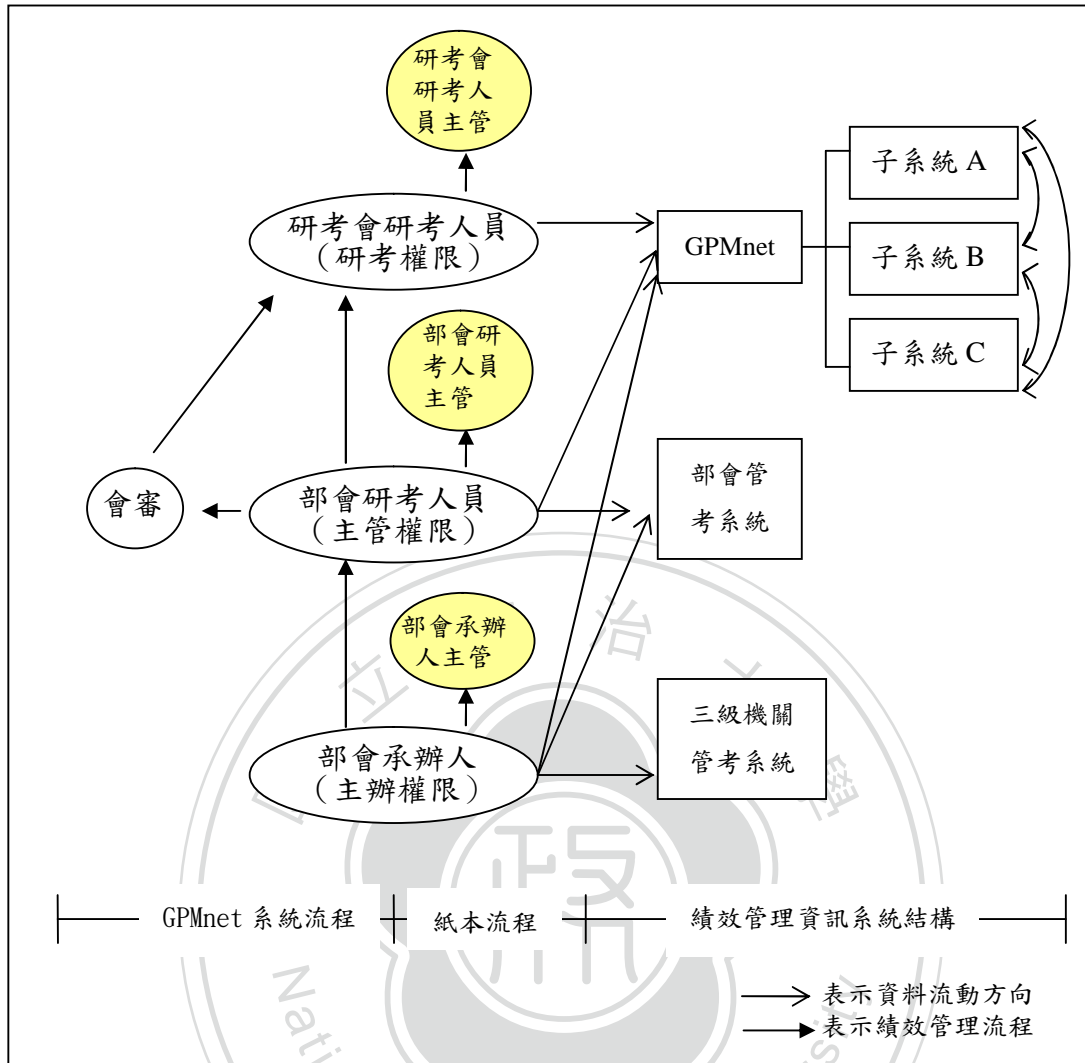 研考會
研考人
員主管
研考會研考人員
（研考權限）
GPMnet
子系統 A
子系統 B
子系統 C
部會研
考人員
主管
會審
部會研考人員
（主管權限）
部會管
考系統
部會承辦
人主管
部會承辦人
（主辦權限）
三級機關
管考系統
立
治
學
政
GPMnet 系統流程
紙本流程
績效管理資訊系統結構
表示資料流動方向
表示績效管理流程
Nati